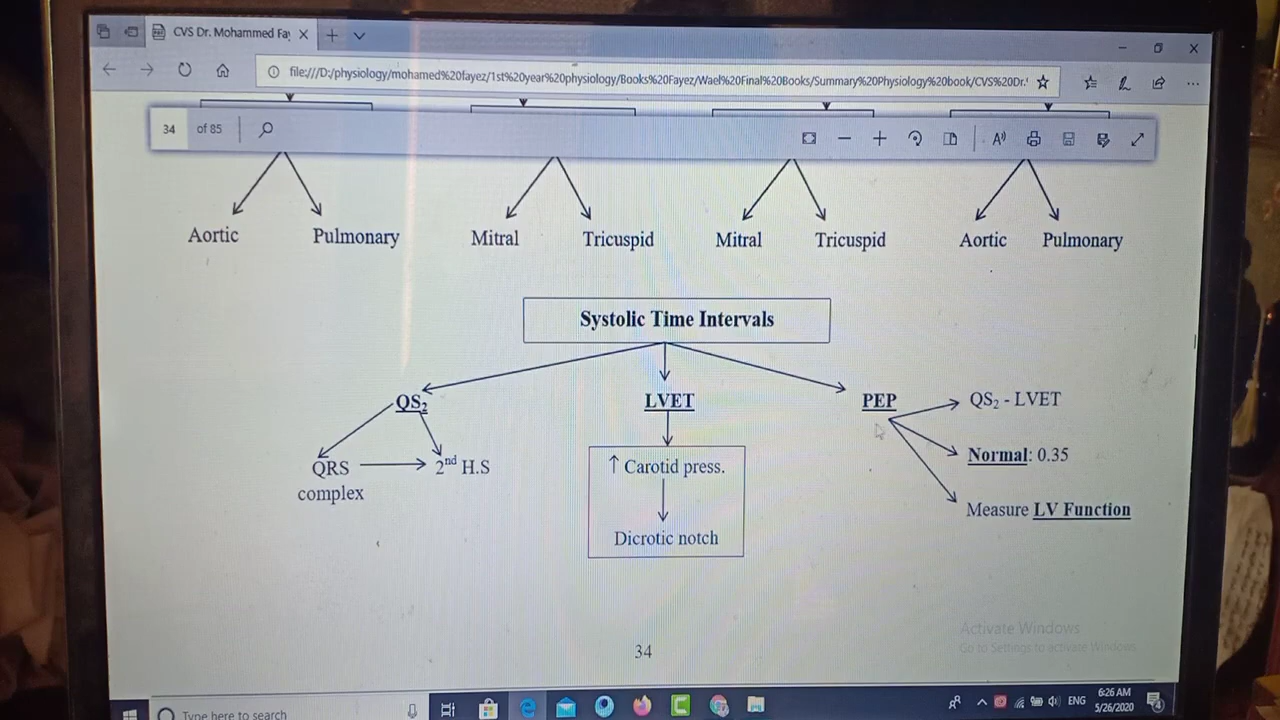 CVS Dr. Mohammed Fay
file:///D:/physiology/mohamed%20fayez/1st%20year%20physiology/Books%20Fayez/Wael%20Final%20Books/Summary%20Physiology%20book/CVS%20Dr.
34 of 85
Aortic Pulmonary Mitral Tricuspid Mitral Tricuspid Aortic Pulmonary
Systolic Time Intervals
QS₂ LVET PEP QS₂ - LVET
Normal: 0.35
QRS complex 2nd H.S
↑ Carotid press.
Measure LV Function
Dicrotic notch
Activate Windows
Go to Settings to activate Windows.
34
Type here to search
ENG
6:26 AM
5/26/2020